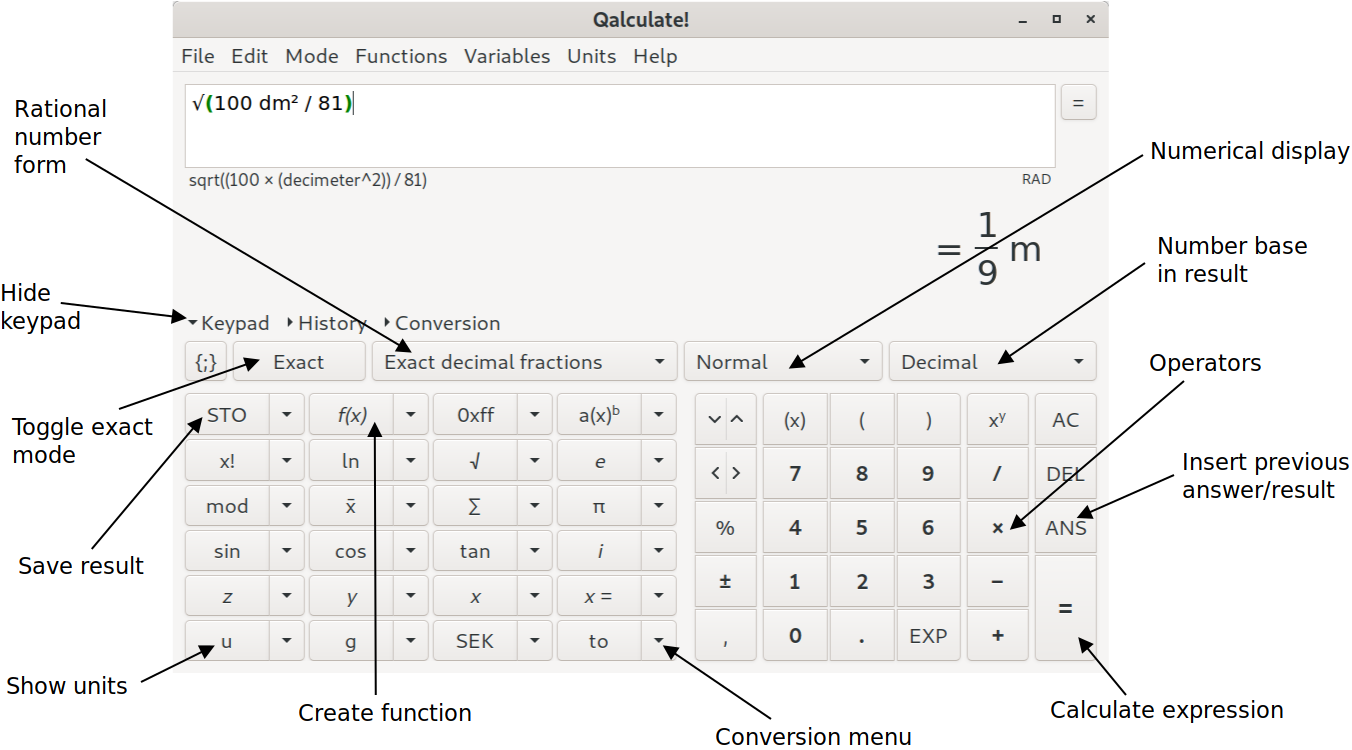 Qalculate!
File Edit Mode Functions Variables Units Help
√(100 dm² / 81)
=
sqrt((100 × (decimeter^2)) / 81)
RAD
= 1/9 m
Rational
number
form
Numerical display
Number base
in result
Hide
keypad
Keypad History Conversion
{;} Exact Exact decimal fractions Normal Decimal
Operators
Toggle exact
mode
Insert previous
answer/result
STO f(x) 0xff a(x)ᵇ
x! ln √ e
mod x̄ ∑ π
sin cos tan i
z y x x =
u g SEK to
(x) ( ) xʸ AC
< > 7 8 9 / DEL
% 4 5 6 × ANS
± 1 2 3 − =
, 0 . EXP +
Save result
Show units
Create function
Conversion menu
Calculate expression